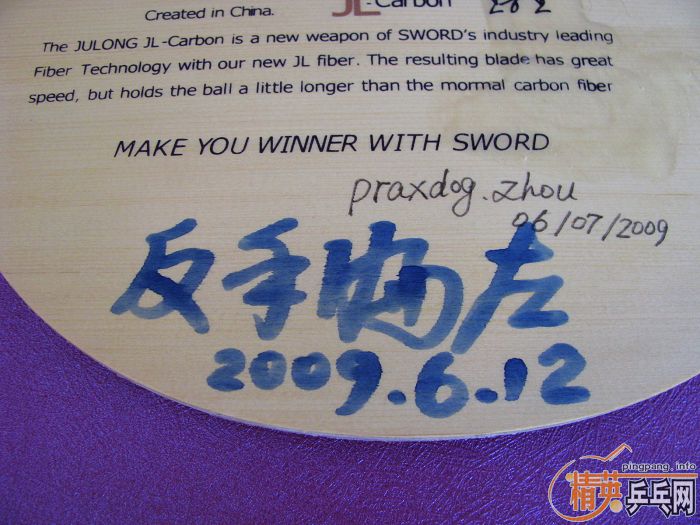 Created in China.
JL-Carbon
282
The JULONG JL-Carbon is a new weapon of SWORD's industry leading
Fiber Technology with our new JL fiber. The resulting blade has great
speed, but holds the ball a little longer than the mormal carbon fiber
MAKE YOU WINNER WITH SWORD
praxdog.zhou
06/07/2009
反手 左
2009.6.12
pingpang.info
精英乒乓网